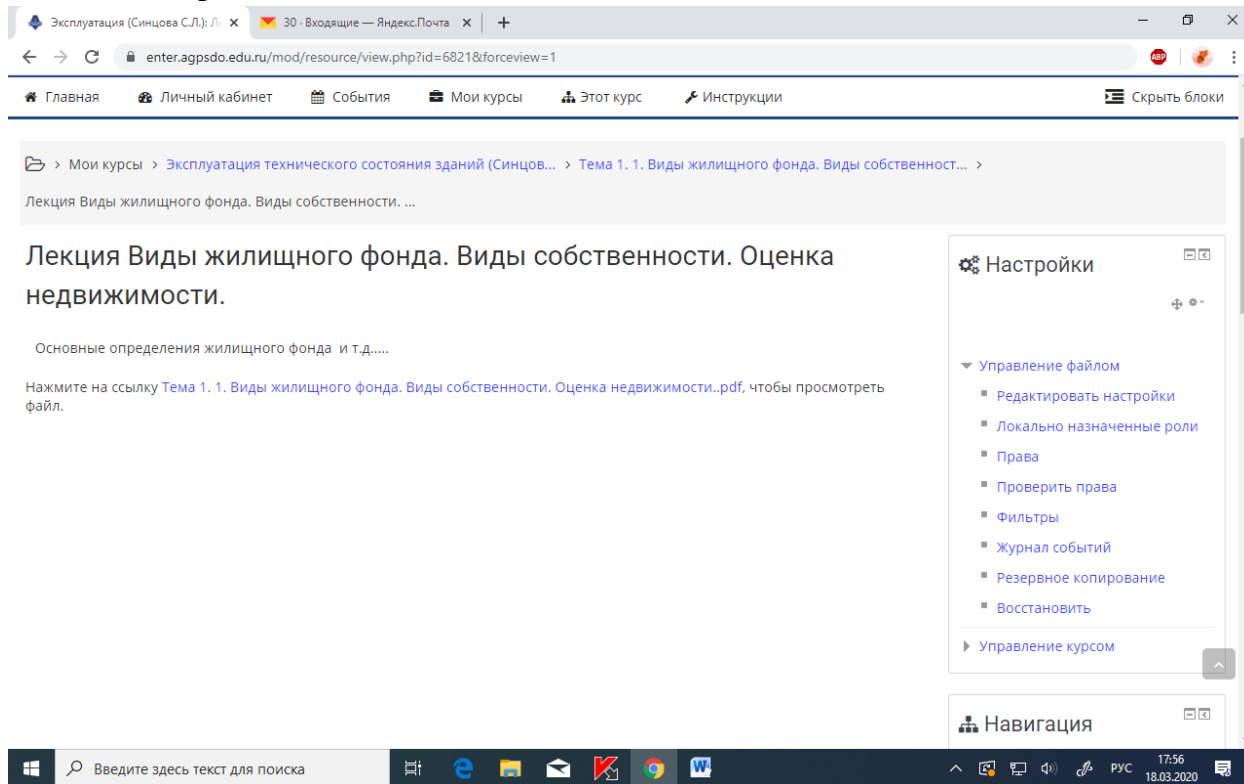 Эксплуатация (Синцова С.Л.): Ле
30 · Входящие — Яндекс.Почта
enter.agpsdo.edu.ru/mod/resource/view.php?id=6821&forceview=1
ABP
Главная Личный кабинет События Мои курсы Этот курс Инструкции Скрыть блоки
> Мои курсы > Эксплуатация технического состояния зданий (Синцов... > Тема 1. 1. Виды жилищного фонда. Виды собственност... >
Лекция Виды жилищного фонда. Виды собственности. ...
Лекция Виды жилищного фонда. Виды собственности. Оценка
недвижимости.
Основные определения жилищного фонда и т.д.....
Нажмите на ссылку Тема 1. 1. Виды жилищного фонда. Виды собственности. Оценка недвижимости..pdf, чтобы просмотреть
файл.
Настройки
Управление файлом
Редактировать настройки
Локально назначенные роли
Права
Проверить права
Фильтры
Журнал событий
Резервное копирование
Восстановить
Управление курсом
Навигация
Введите здесь текст для поиска
РУС
17:56
18.03.2020